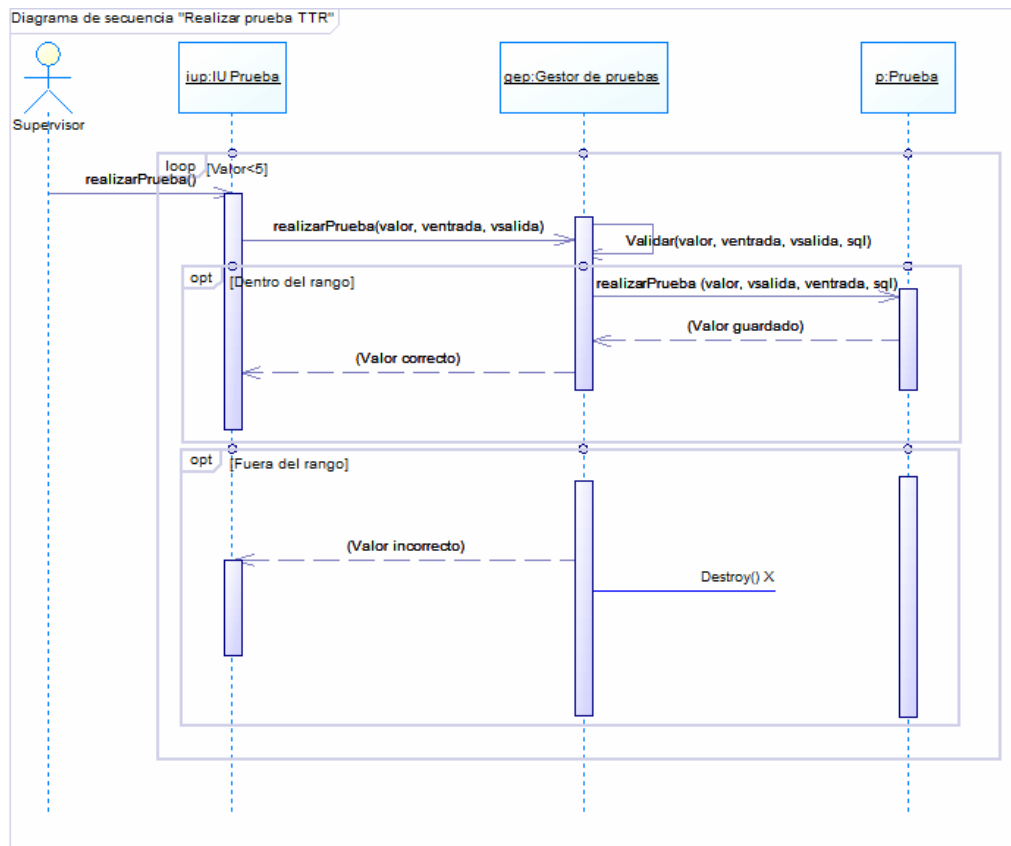 Diagrama de secuencia "Realizar prueba TTR"
iup:IU Prueba
gep:Gestor de pruebas
p:Prueba
Supervisor
loop
[Valor<5]
realizarPrueba()
realizarPrueba(valor, ventrada, vsalida)
Validar(valor, ventrada, vsalida, sql)
opt
[Dentro del rango]
realizarPrueba (valor, vsalida, ventrada, sql)
(Valor guardado)
(Valor correcto)
opt
[Fuera del rango]
(Valor incorrecto)
Destroy() X